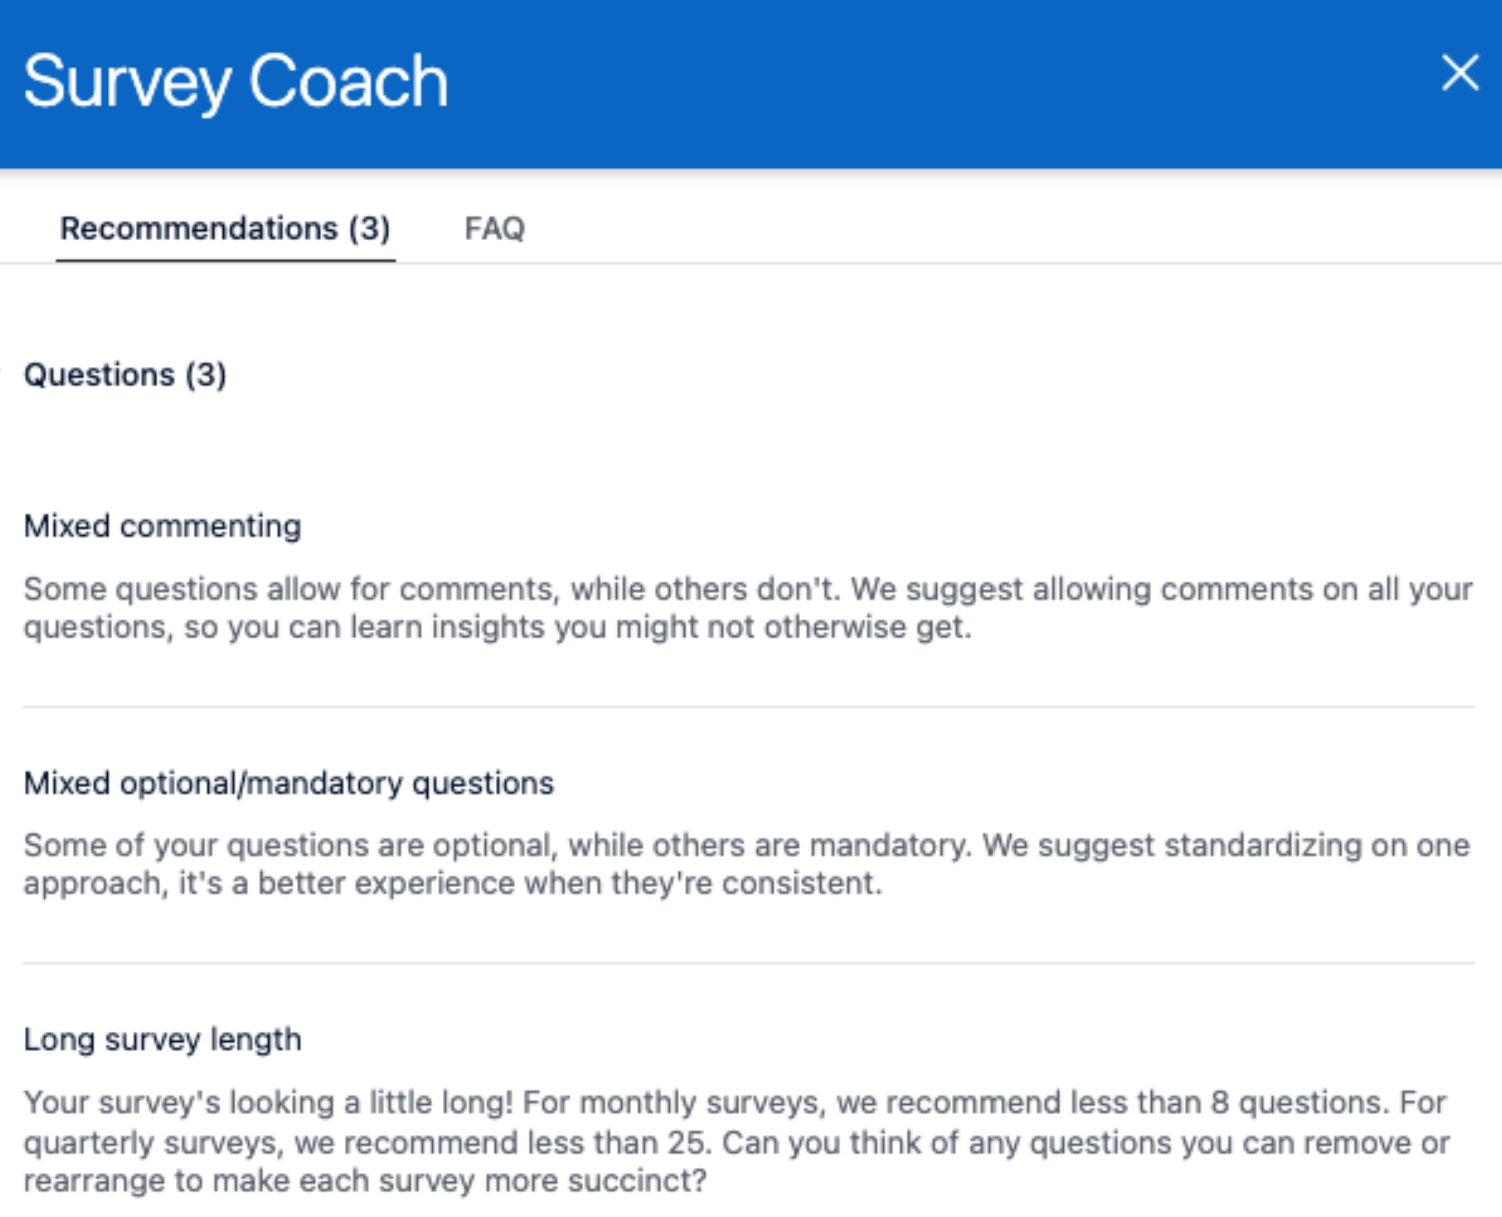 Survey Coach
Recommendations (3)
FAQ
Questions (3)
Mixed commenting
Some questions allow for comments, while others don't. We suggest allowing comments on all your
questions, so you can learn insights you might not otherwise get.
Mixed optional/mandatory questions
Some of your questions are optional, while others are mandatory. We suggest standardizing on one
approach, it's a better experience when they're consistent.
Long survey length
Your survey's looking a little long! For monthly surveys, we recommend less than 8 questions. For
quarterly surveys, we recommend less than 25. Can you think of any questions you can remove or
rearrange to make each survey more succinct?